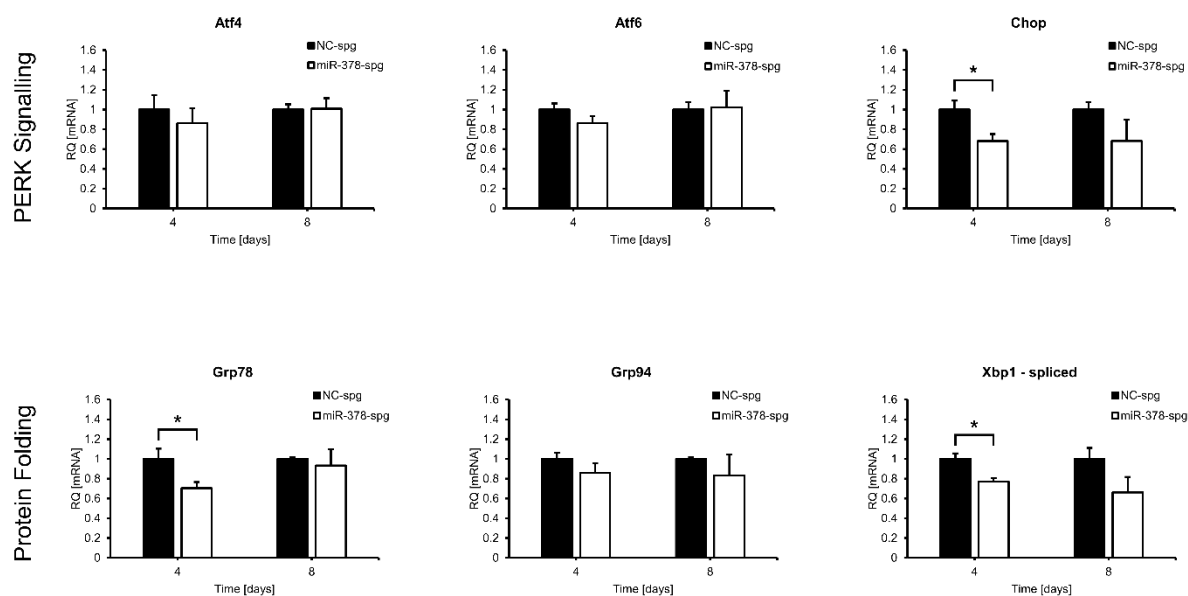 PERK Signalling
Atf4
NC-spg
miR-378-spg
RQ [mRNA]
1.6
1.4
1.2
1
0.8
0.6
0.4
0.2
0
4
8
Time [days]
Atf6
NC-spg
miR-378-spg
RQ [mRNA]
1.6
1.4
1.2
1
0.8
0.6
0.4
0.2
0
4
8
Time [days]
Chop
NC-spg
miR-378-spg
*
RQ [mRNA]
1.6
1.4
1.2
1
0.8
0.6
0.4
0.2
0
4
8
Time [days]
Protein Folding
Grp78
NC-spg
miR-378-spg
*
RQ [mRNA]
1.6
1.4
1.2
1
0.8
0.6
0.4
0.2
0
4
8
Time [days]
Grp94
NC-spg
miR-378-spg
RQ [mRNA]
1.6
1.4
1.2
1
0.8
0.6
0.4
0.2
0
4
8
Time [days]
Xbp1 - spliced
NC-spg
miR-378-spg
*
RQ [mRNA]
1.6
1.4
1.2
1
0.8
0.6
0.4
0.2
0
4
8
Time [days]